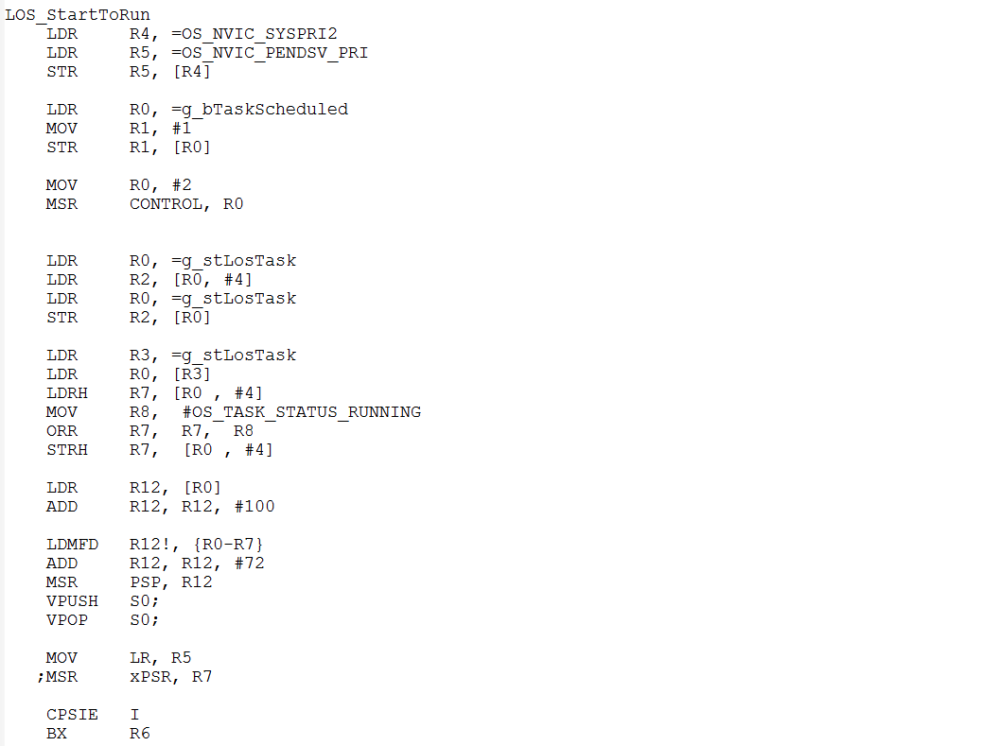 LOS_StartToRun
    LDR     R4, =OS_NVIC_SYSPRI2
    LDR     R5, =OS_NVIC_PENDSV_PRI
    STR     R5, [R4]

    LDR     R0, =g_bTaskScheduled
    MOV     R1, #1
    STR     R1, [R0]

    MOV     R0, #2
    MSR     CONTROL, R0


    LDR     R0, =g_stLosTask
    LDR     R2, [R0, #4]
    LDR     R0, =g_stLosTask
    STR     R2, [R0]

    LDR     R3, =g_stLosTask
    LDR     R0, [R3]
    LDRH    R7, [R0 , #4]
    MOV     R8,  #OS_TASK_STATUS_RUNNING
    ORR     R7,  R7,  R8
    STRH    R7,  [R0 , #4]

    LDR     R12, [R0]
    ADD     R12, R12, #100

    LDMFD   R12!, {R0-R7}
    ADD     R12, R12, #72
    MSR     PSP, R12
    VPUSH   S0;
    VPOP    S0;

    MOV     LR, R5
   ;MSR     xPSR, R7

    CPSIE   I
    BX      R6